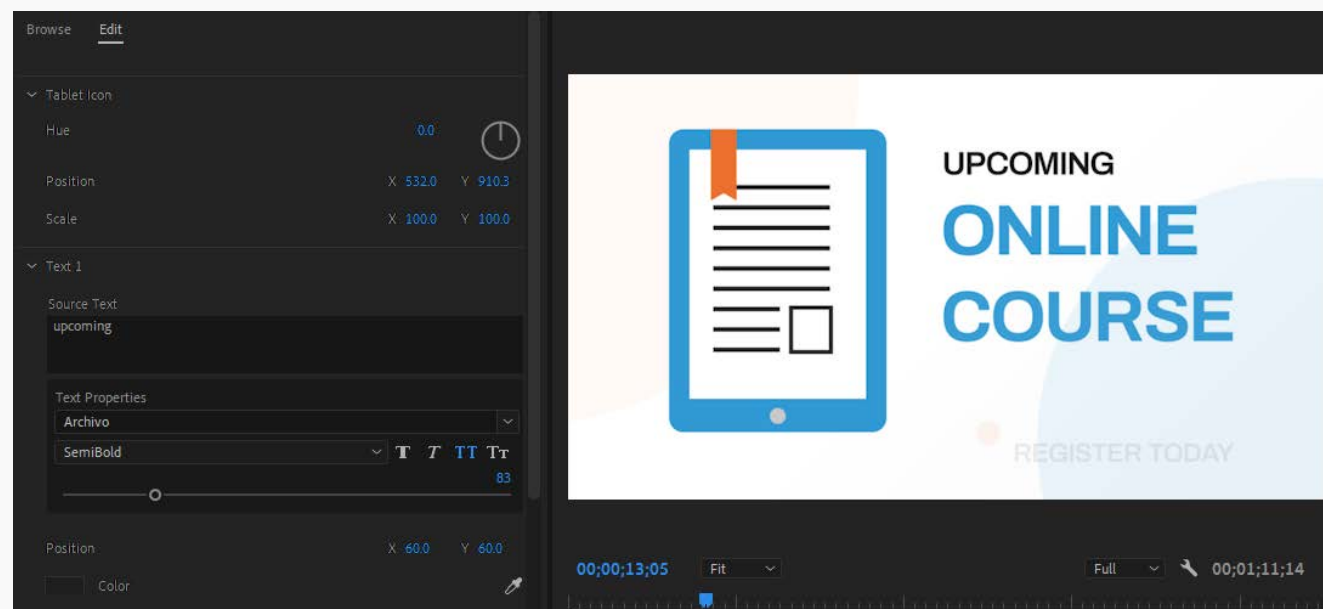 Browse Edit
Tablet Icon
Hue 0.0
Position X 532.0 Y 910.3
Scale X 100.0 Y 100.0
Text 1
Source Text
upcoming
Text Properties
Archivo
SemiBold T T TT Tт
83
Position X 60.0 Y 60.0
Color
UPCOMING
ONLINE
COURSE
REGISTER TODAY
00;00;13;05 Fit Full 00;01;11;14